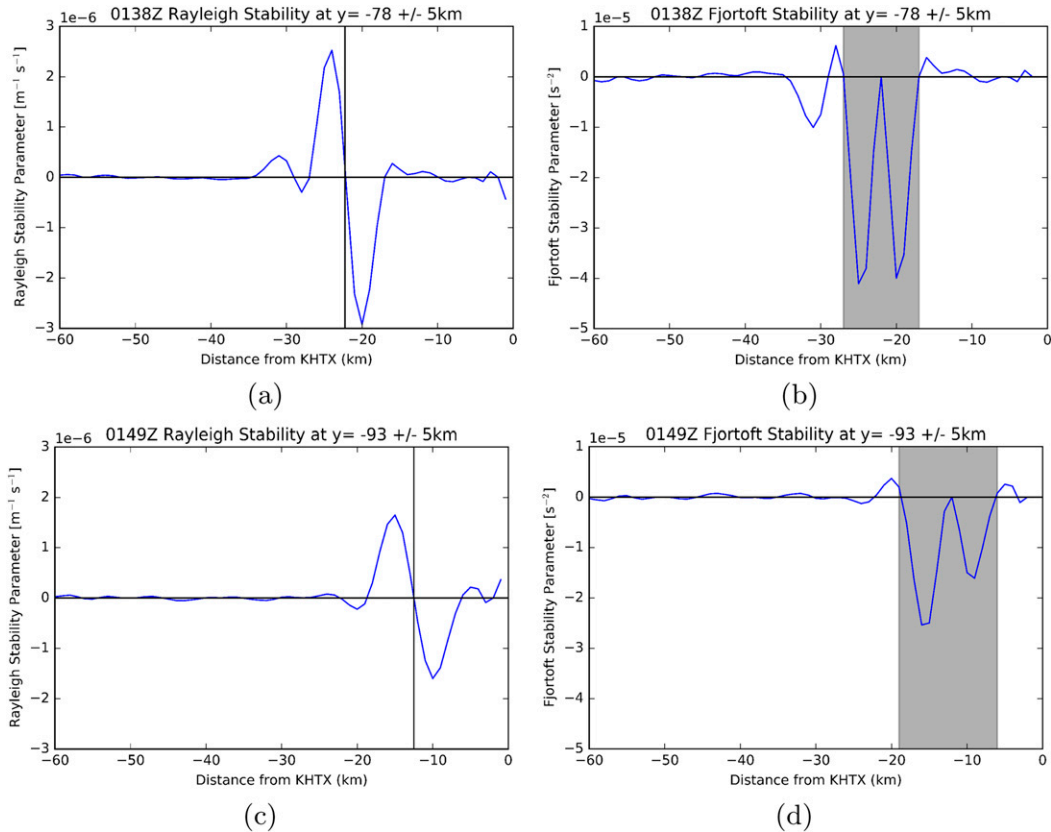 0138Z Rayleigh Stability at y= -78 +/- 5km
1e−6
3
2
1
0
−1
−2
−3
Rayleigh Stability Parameter [m⁻¹ s⁻¹]
−60 −50 −40 −30 −20 −10 0
Distance from KHTX (km)
(a)
0138Z Fjortoft Stability at y= -78 +/- 5km
1e−5
1
0
−1
−2
−3
−4
−5
Fjortoft Stability Parameter [s⁻²]
−60 −50 −40 −30 −20 −10 0
Distance from KHTX (km)
(b)
0149Z Rayleigh Stability at y= -93 +/- 5km
1e−6
3
2
1
0
−1
−2
−3
Rayleigh Stability Parameter [m⁻¹ s⁻¹]
−60 −50 −40 −30 −20 −10 0
Distance from KHTX (km)
(c)
0149Z Fjortoft Stability at y= -93 +/- 5km
1e−5
1
0
−1
−2
−3
−4
−5
Fjortoft Stability Parameter [s⁻²]
−60 −50 −40 −30 −20 −10 0
Distance from KHTX (km)
(d)